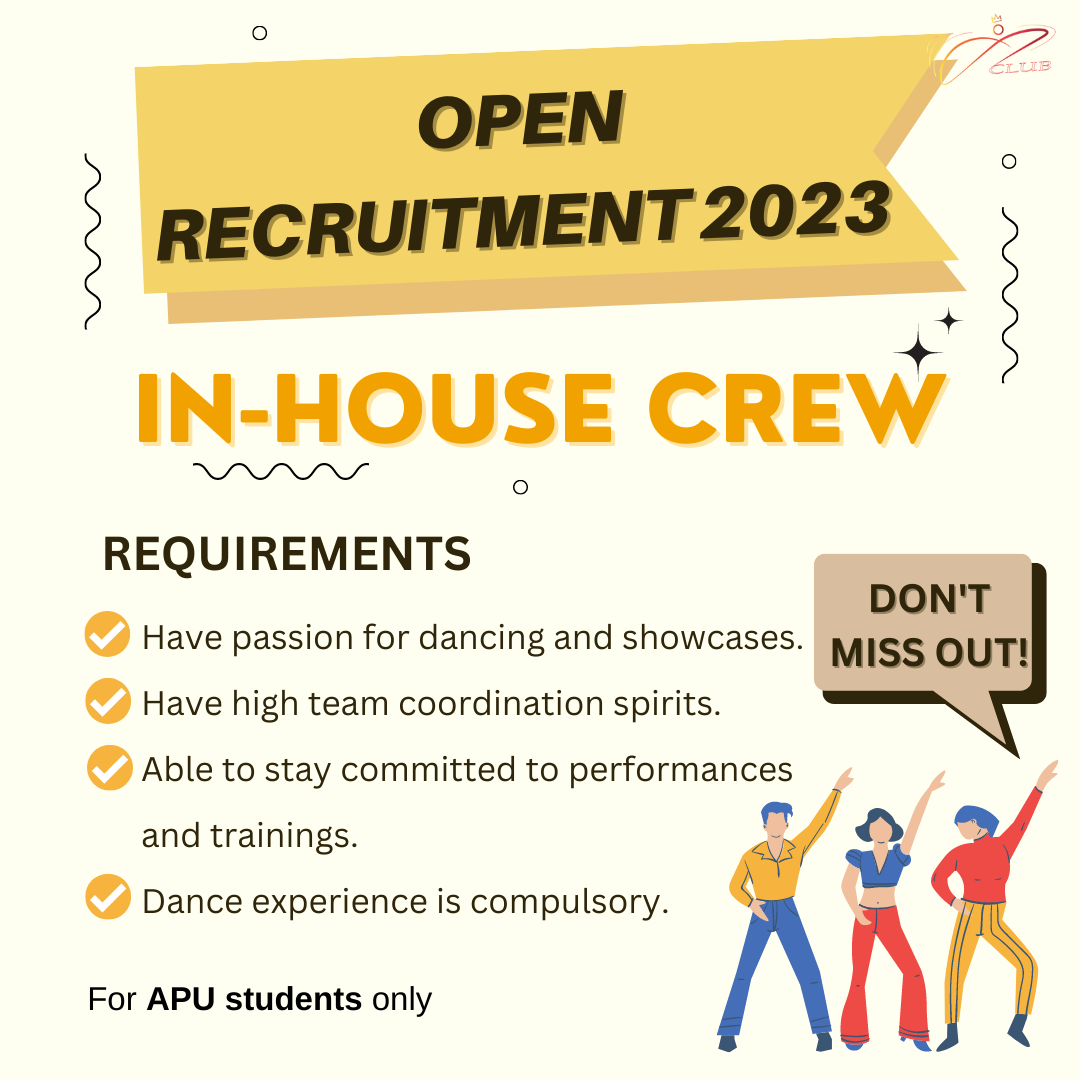 CLUB
OPEN
RECRUITMENT 2023
IN-HOUSE CREW
REQUIREMENTS
Have passion for dancing and showcases.
Have high team coordination spirits.
Able to stay committed to performances
and trainings.
Dance experience is compulsory.
DON'T
MISS OUT!
For APU students only